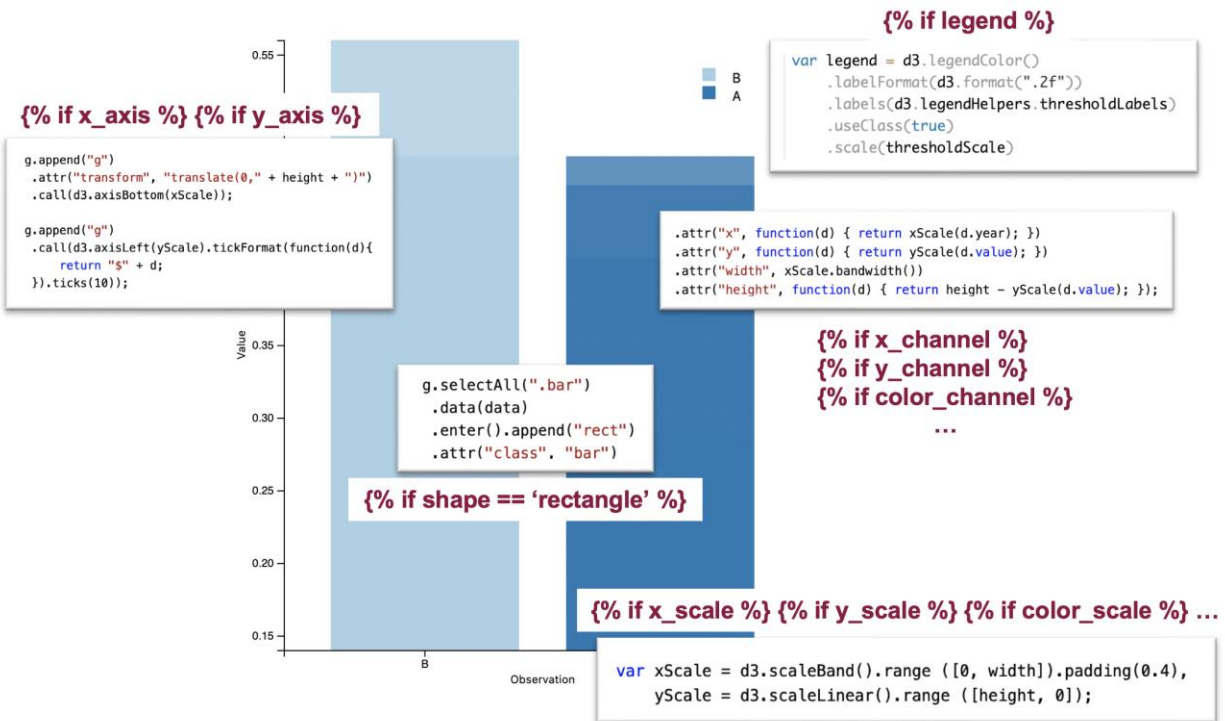 {% if legend %}
var legend = d3.legendColor()
.labelFormat(d3.format(".2f"))
.labels(d3.legendHelpers.thresholdLabels)
.useClass(true)
.scale(thresholdScale)
0.55
B
A
{% if x_axis %} {% if y_axis %}
g.append("g")
.attr("transform", "translate(0," + height + ")")
.call(d3.axisBottom(xScale));
g.append("g")
.call(d3.axisLeft(yScale).tickFormat(function(d){
return "$" + d;
}).ticks(10));
.attr("x", function(d) { return xScale(d.year); })
.attr("y", function(d) { return yScale(d.value); })
.attr("width", xScale.bandwidth())
.attr("height", function(d) { return height – yScale(d.value); });
{% if x_channel %}
{% if y_channel %}
{% if color_channel %}
...
Value
0.35
0.30
0.25
0.20
0.15
g.selectAll(".bar")
.data(data)
.enter().append("rect")
.attr("class". "bar")
{% if shape == ‘rectangle’ %}
{% if x_scale %} {% if y_scale %} {% if color_scale %} ...
B
Observation
var xScale = d3.scaleBand().range ([0, width]).padding(0.4),
yScale = d3.scaleLinear().range ([height, 0]);